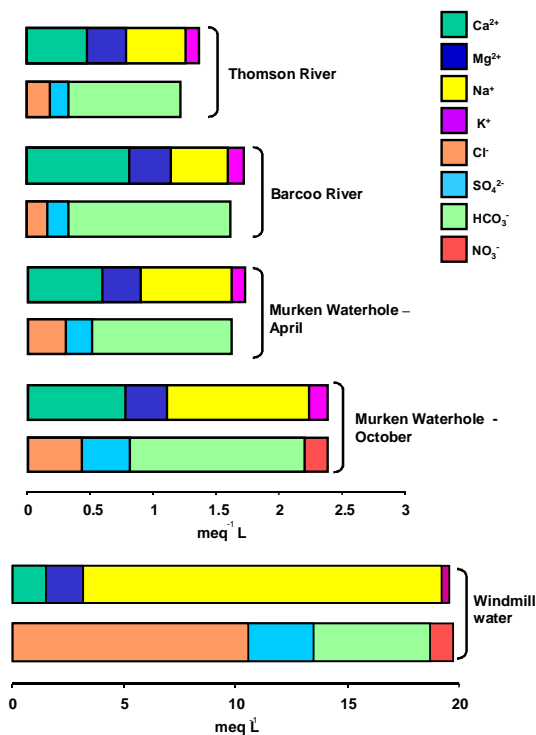 Thomson River
Barcoo River
Murken Waterhole –
April
Murken Waterhole -
October
0 0.5 1 1.5 2 2.5 3
meq⁻¹ L
Windmill
water
0 5 10 15 20
meq L⁻¹
Ca²⁺
Mg²⁺
Na⁺
K⁺
Cl⁻
SO₄²⁻
HCO₃⁻
NO₃⁻